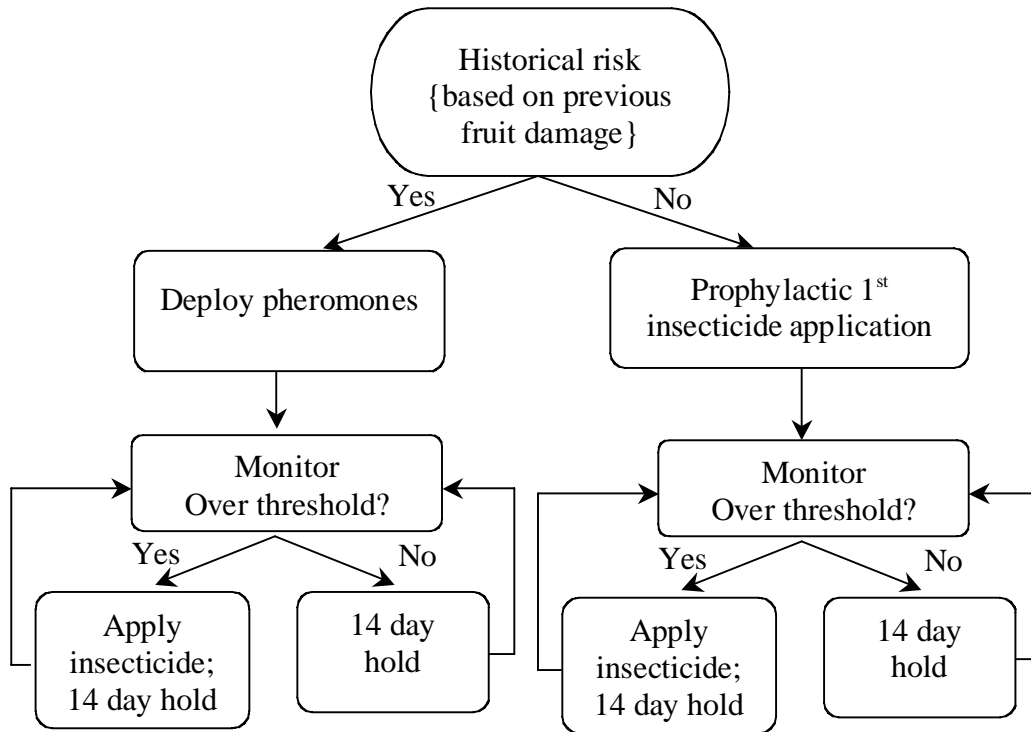 Historical risk
{based on previous
fruit damage}
Yes
No
Deploy pheromones
Prophylactic 1st
insecticide application
Monitor
Over threshold?
Monitor
Over threshold?
Yes
No
Yes
No
Apply
insecticide;
14 day hold
14 day
hold
Apply
insecticide;
14 day hold
14 day
hold